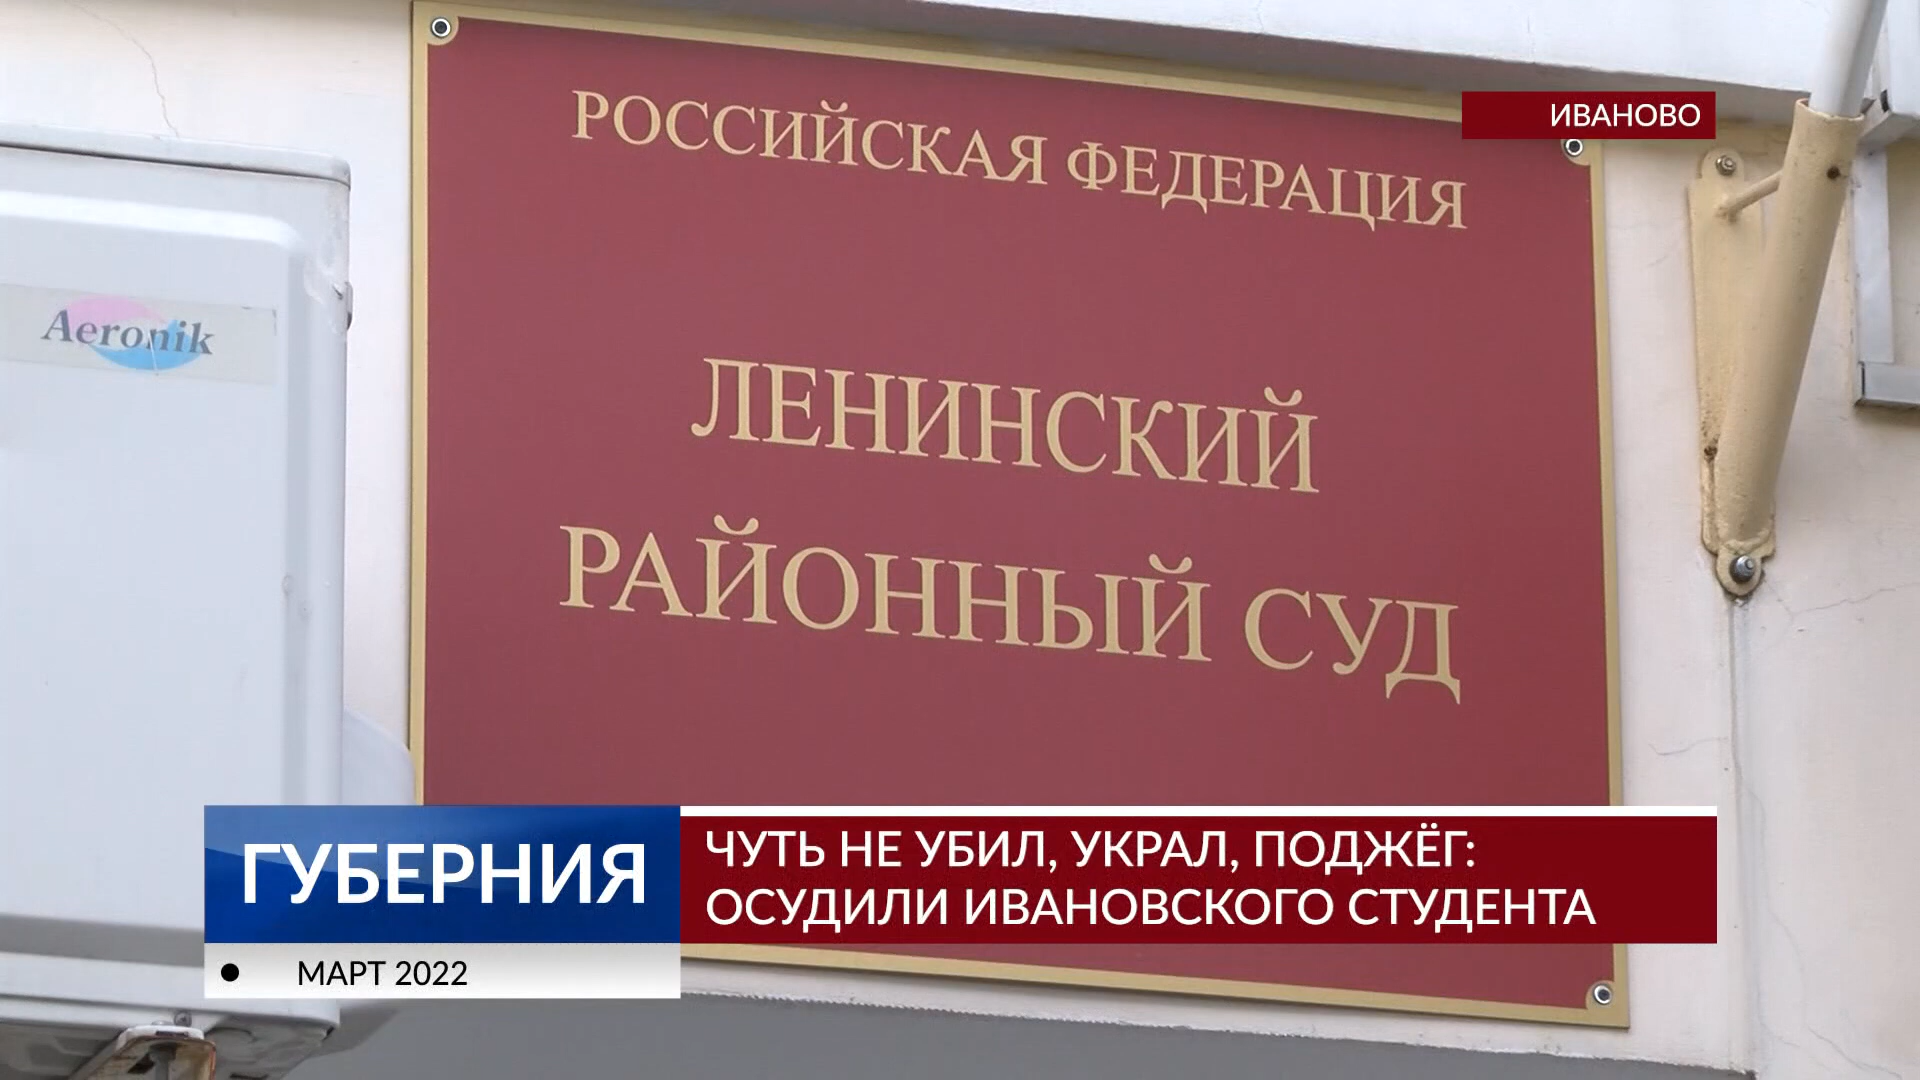 РОССИЙСКАЯ ФЕДЕРАЦИЯ
ИВАНОВО
Aeronik
ЛЕНИНСКИЙ
РАЙОННЫЙ СУД
ГУБЕРНИЯ
ЧУТЬ НЕ УБИЛ, УКРАЛ, ПОДЖЁГ:
ОСУДИЛИ ИВАНОВСКОГО СТУДЕНТА
МАРТ 2022